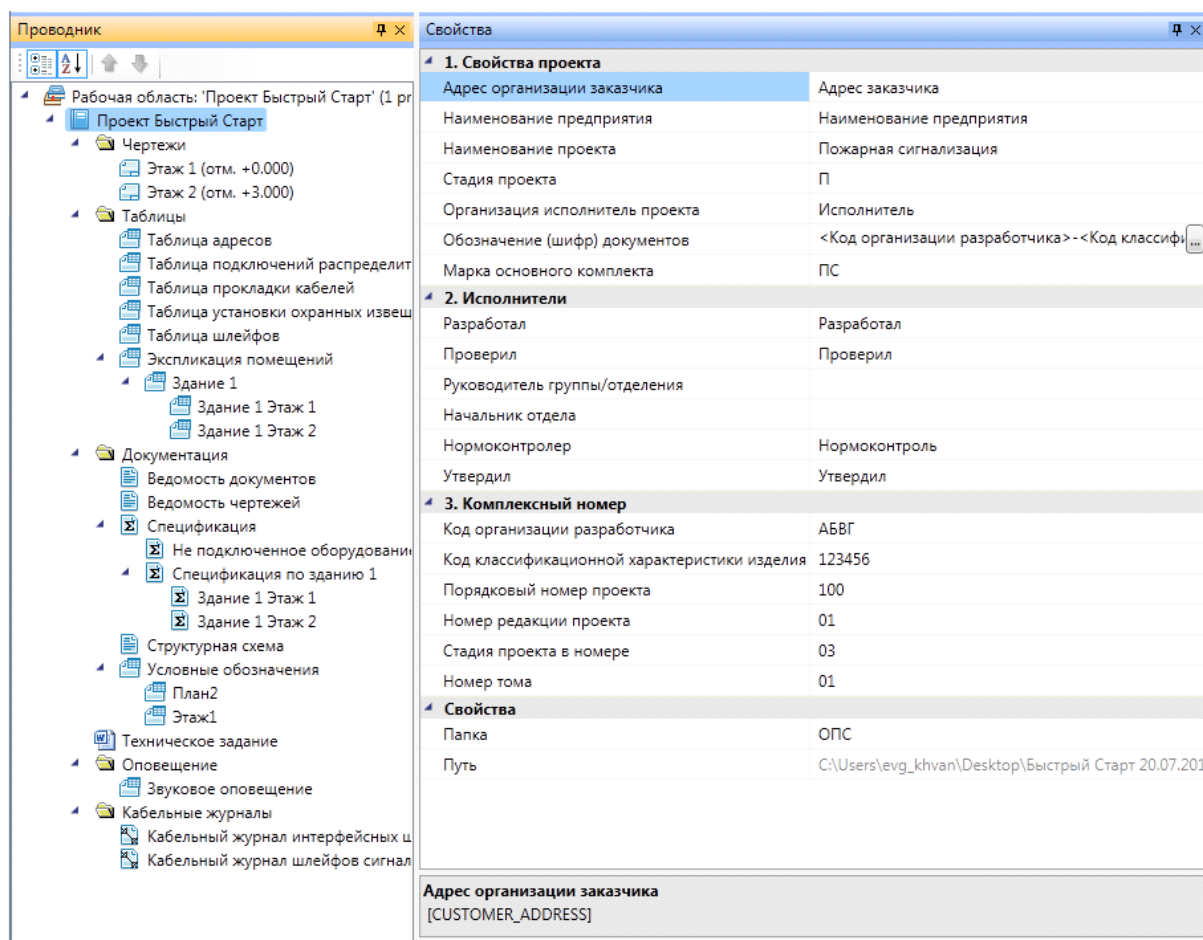 Проводник
Рабочая область: 'Проект Быстрый Старт' (1 pr
Проект Быстрый Старт
Чертежи
Этаж 1 (отм. +0.000)
Этаж 2 (отм. +3.000)
Таблицы
Таблица адресов
Таблица подключений распределит
Таблица прокладки кабелей
Таблица установки охранных извещ
Таблица шлейфов
Экспликация помещений
Здание 1
Здание 1 Этаж 1
Здание 1 Этаж 2
Документация
Ведомость документов
Ведомость чертежей
Спецификация
Не подключенное оборудовани
Спецификация по зданию 1
Здание 1 Этаж 1
Здание 1 Этаж 2
Структурная схема
Условные обозначения
План2
Этаж1
Техническое задание
Оповещение
Звуковое оповещение
Кабельные журналы
Кабельный журнал интерфейсных ш
Кабельный журнал шлейфов сигнал
Свойства
1. Свойства проекта
Адрес организации заказчика Адрес заказчика
Наименование предприятия Наименование предприятия
Наименование проекта Пожарная сигнализация
Стадия проекта П
Организация исполнитель проекта Исполнитель
Обозначение (шифр) документов <Код организации разработчика>-<Код классифи ...
Марка основного комплекта ПС
2. Исполнители
Разработал Разработал
Проверил Проверил
Руководитель группы/отделения
Начальник отдела
Нормоконтролер Нормоконтроль
Утвердил Утвердил
3. Комплексный номер
Код организации разработчика АБВГ
Код классификационной характеристики изделия 123456
Порядковый номер проекта 100
Номер редакции проекта 01
Стадия проекта в номере 03
Номер тома 01
Свойства
Папка ОПС
Путь C:\Users\evg_khvan\Desktop\Быстрый Старт 20.07.201
Адрес организации заказчика
[CUSTOMER_ADDRESS]